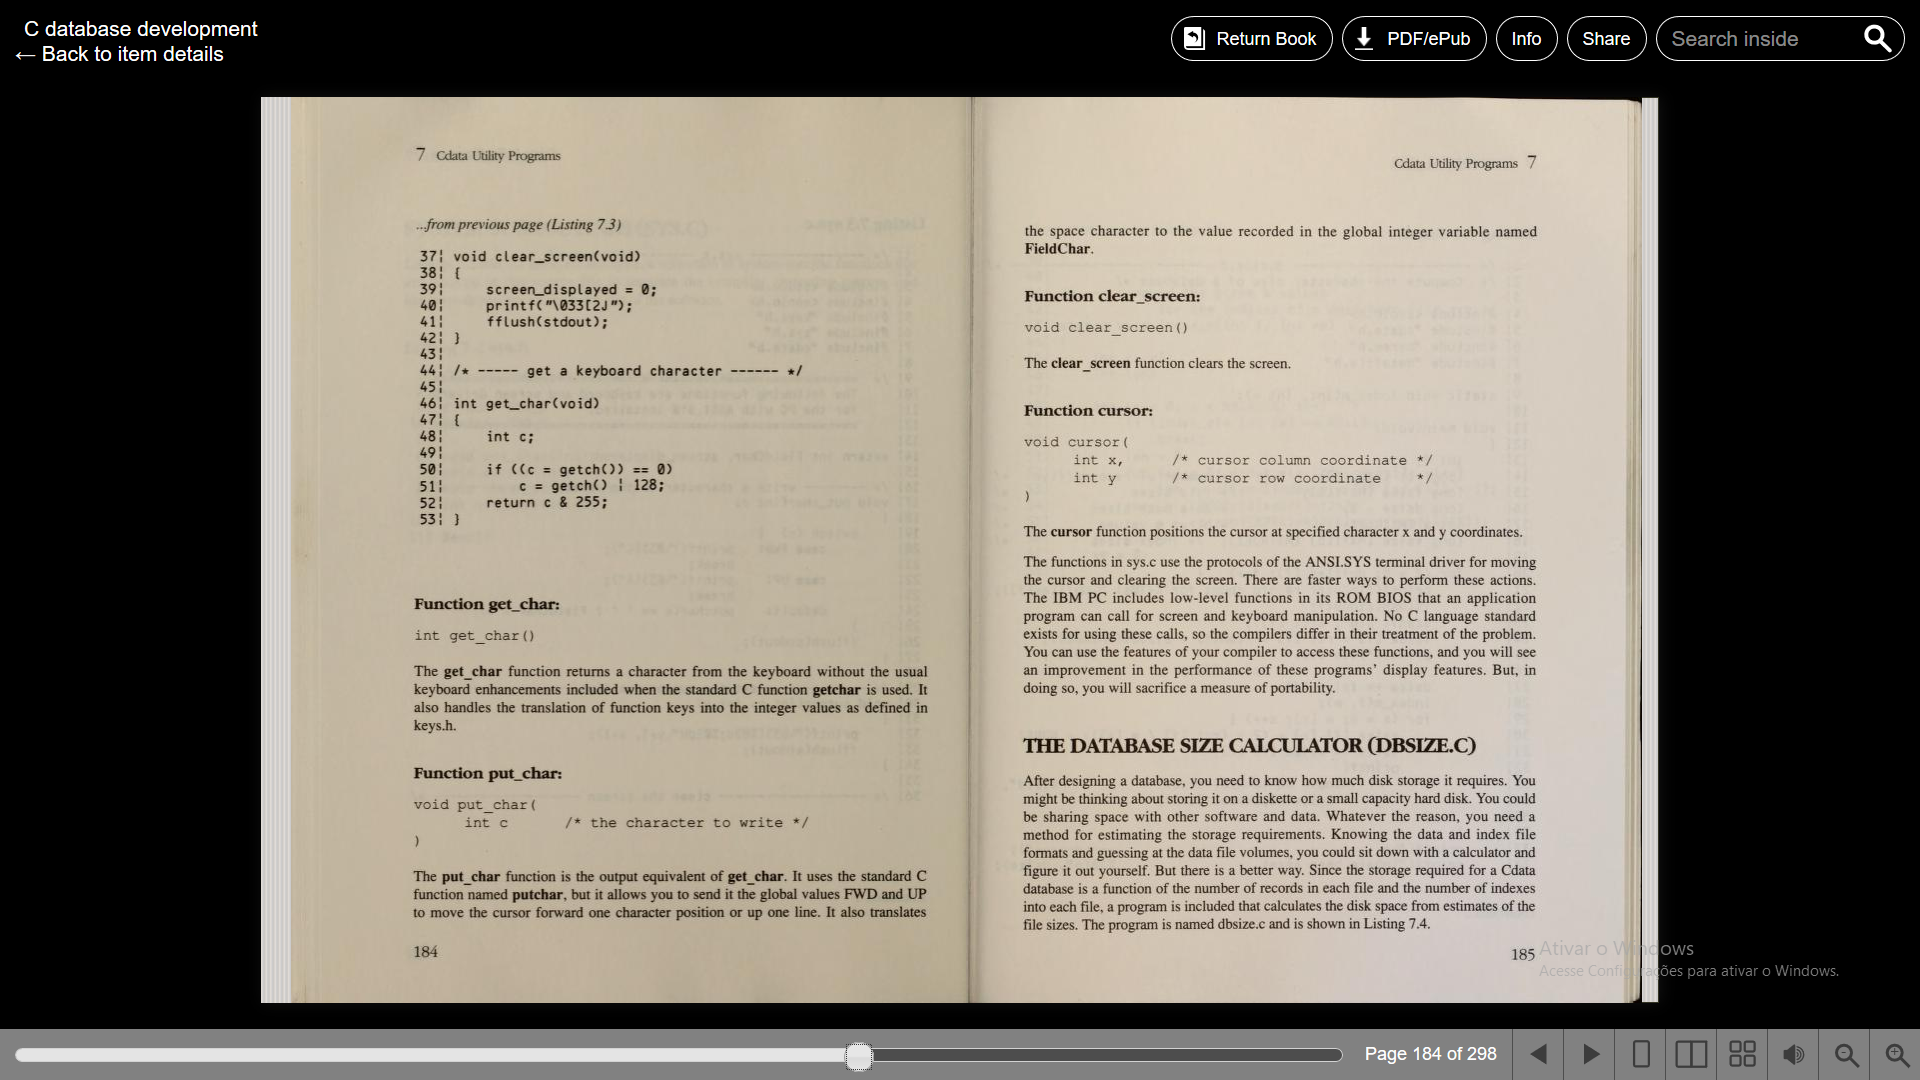 C database development
← Back to item details
Return Book
PDF/ePub
Info
Share
Search inside
7 Cdata Utility Programs
...from previous page (Listing 7.3)
37¦ void clear_screen(void)
38¦ {
39¦     screen_displayed = 0;
40¦     printf("\033[2J");
41¦     fflush(stdout);
42¦ }
43¦
44¦ /* ----- get a keyboard character ------ */
45¦
46¦ int get_char(void)
47¦ {
48¦     int c;
49¦
50¦     if ((c = getch()) == 0)
51¦         c = getch() ¦ 128;
52¦     return c & 255;
53¦ }
Function get_char:
int get_char()
The get_char function returns a character from the keyboard without the usual
keyboard enhancements included when the standard C function getchar is used. It
also handles the translation of function keys into the integer values as defined in
keys.h.
Function put_char:
void put_char(
int c /* the character to write */
)
The put_char function is the output equivalent of get_char. It uses the standard C
function named putchar, but it allows you to send it the global values FWD and UP
to move the cursor forward one character position or up one line. It also translates
184
Cdata Utility Programs 7
the space character to the value recorded in the global integer variable named
FieldChar.
Function clear_screen:
void clear_screen()
The clear_screen function clears the screen.
Function cursor:
void cursor(
int x, /* cursor column coordinate */
int y /* cursor row coordinate */
)
The cursor function positions the cursor at specified character x and y coordinates.
The functions in sys.c use the protocols of the ANSI.SYS terminal driver for moving
the cursor and clearing the screen. There are faster ways to perform these actions.
The IBM PC includes low-level functions in its ROM BIOS that an application
program can call for screen and keyboard manipulation. No C language standard
exists for using these calls, so the compilers differ in their treatment of the problem.
You can use the features of your compiler to access these functions, and you will see
an improvement in the performance of these programs' display features. But, in
doing so, you will sacrifice a measure of portability.
THE DATABASE SIZE CALCULATOR (DBSIZE.C)
After designing a database, you need to know how much disk storage it requires. You
might be thinking about storing it on a diskette or a small capacity hard disk. You could
be sharing space with other software and data. Whatever the reason, you need a
method for estimating the storage requirements. Knowing the data and index file
formats and guessing at the data file volumes, you could sit down with a calculator and
figure it out yourself. But there is a better way. Since the storage required for a Cdata
database is a function of the number of records in each file and the number of indexes
into each file, a program is included that calculates the disk space from estimates of the
file sizes. The program is named dbsize.c and is shown in Listing 7.4.
185
Ativar o Windows
Acesse Configurações para ativar o Windows.
Page 184 of 298